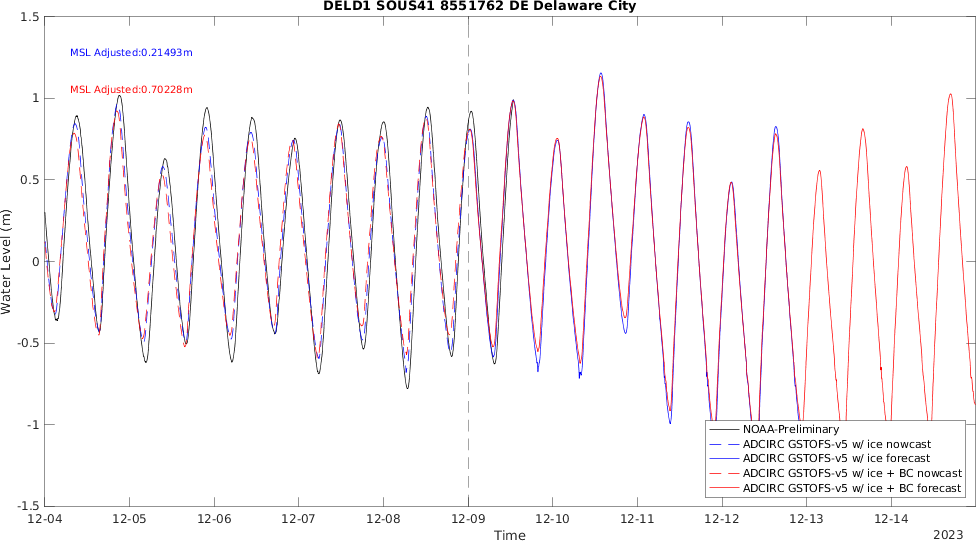 DELD1 SOUS41 8551762 DE Delaware City
1.5
MSL Adjusted:0.21493m
MSL Adjusted:0.70228m
1
0.5
Water Level (m)
0
-0.5
-1
-1.5
NOAA-Preliminary
ADCIRC GSTOFS-v5 w/ ice nowcast
ADCIRC GSTOFS-v5 w/ ice forecast
ADCIRC GSTOFS-v5 w/ ice + BC nowcast
ADCIRC GSTOFS-v5 w/ ice + BC forecast
12-04 12-05 12-06 12-07 12-08 12-09 12-10 12-11 12-12 12-13 12-14
Time
2023